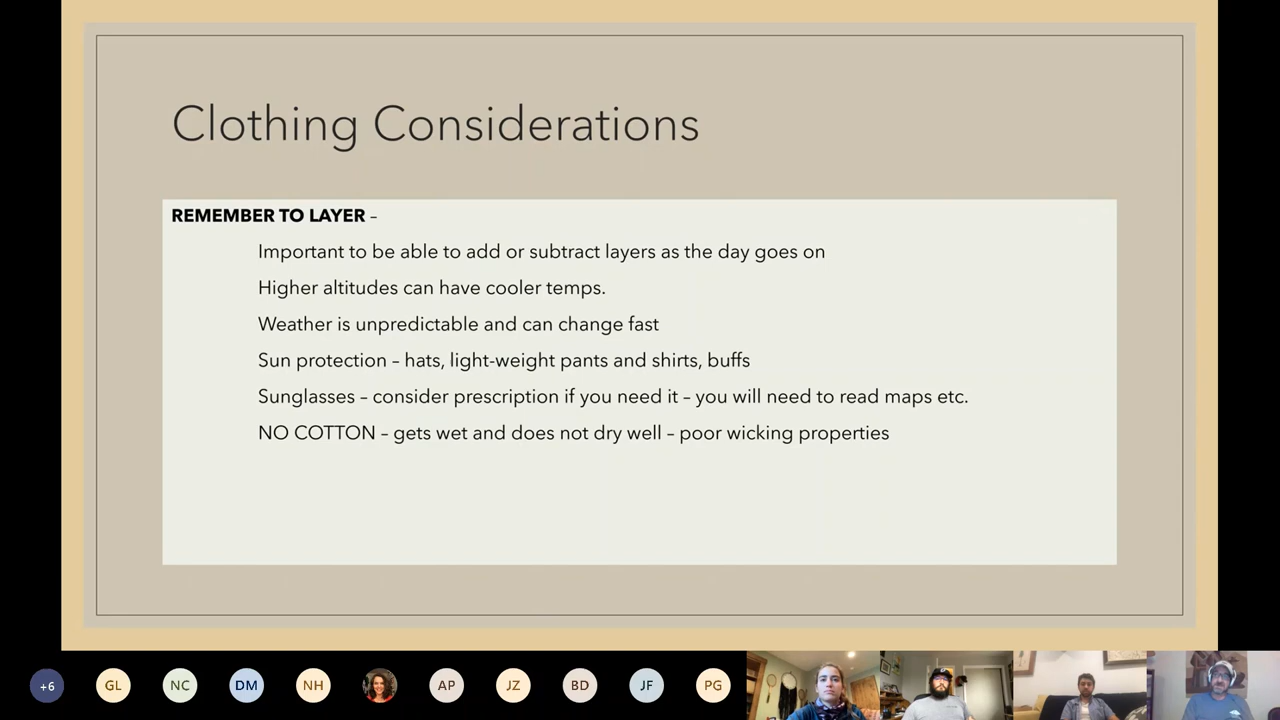 Clothing Considerations
REMEMBER TO LAYER –
Important to be able to add or subtract layers as the day goes on
Higher altitudes can have cooler temps.
Weather is unpredictable and can change fast
Sun protection – hats, light-weight pants and shirts, buffs
Sunglasses – consider prescription if you need it – you will need to read maps etc.
NO COTTON – gets wet and does not dry well – poor wicking properties
+6 GL NC DM NH AP JZ BD JF PG